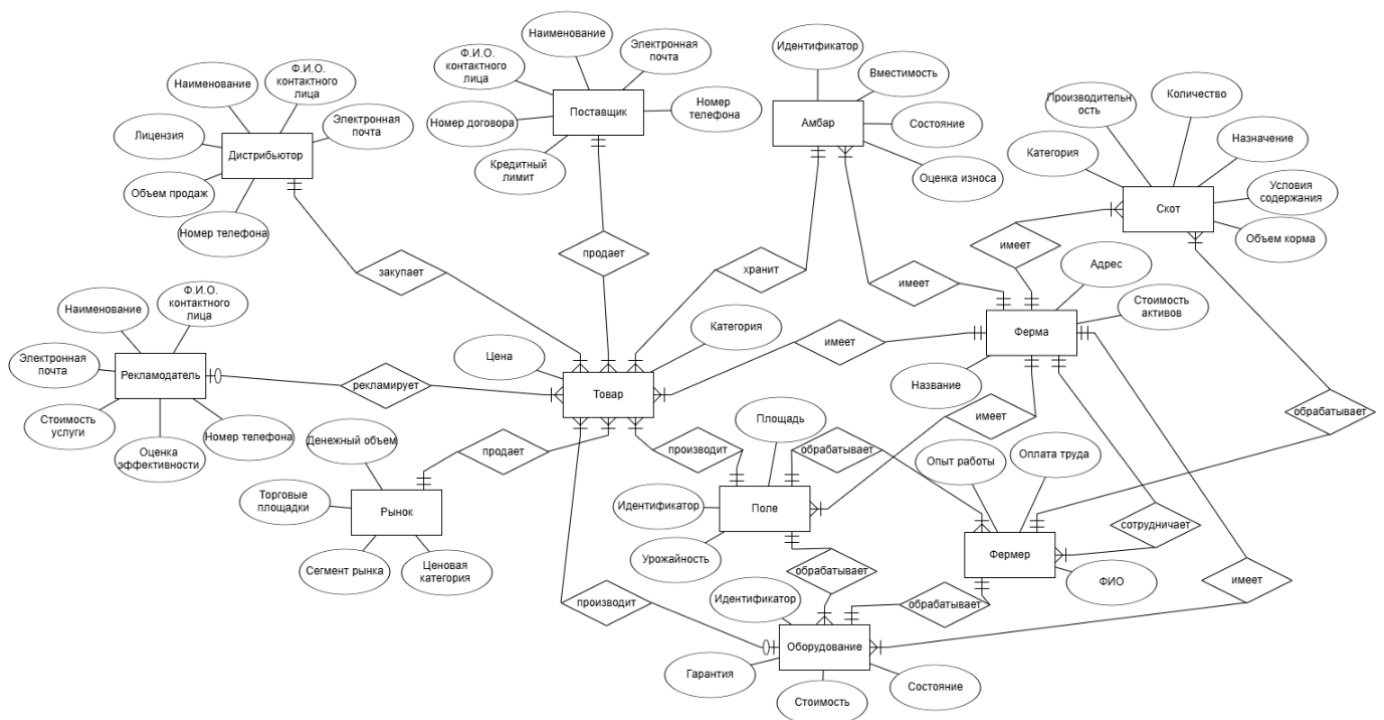 Наименование
Ф.И.О.
контактного
лица
Лицензия
Электронная
почта
Дистрибьютор
Объем продаж
Номер телефона
Наименование
Ф.И.О.
контактного
лица
Электронная
почта
Номер договора
Поставщик
Номер
телефона
Кредитный
лимит
Идентификатор
Вместимость
Амбар
Состояние
Оценка износа
Производительн
ость
Количество
Категория
Назначение
Скот
Условия
содержания
Объем корма
закупает
продает
хранит
имеет
имеет
Адрес
Стоимость
активов
Ферма
Название
Наименование
Ф.И.О.
контактного
лица
Электронная
почта
Рекламодатель
Стоимость
услуги
Оценка
эффективности
Номер телефона
рекламирует
Цена
Категория
Товар
имеет
имеет
обрабатывает
Денежный объем
продает
Торговые
площадки
Рынок
Сегмент рынка
Ценовая
категория
производит
Площадь
обрабатывает
Идентификатор
Поле
Урожайность
Опыт работы
Оплата труда
Фермер
ФИО
сотрудничает
имеет
производит
обрабатывает
обрабатывает
Идентификатор
Оборудование
Гарантия
Стоимость
Состояние